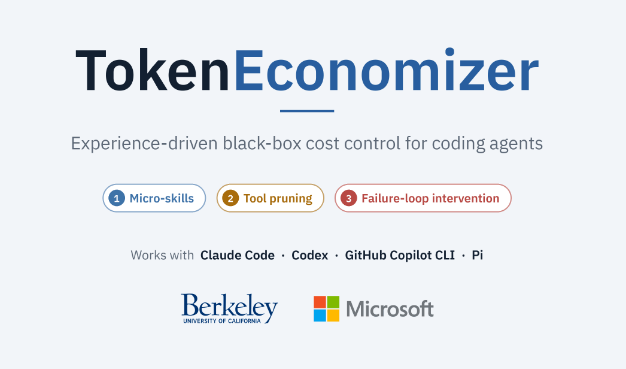 TokenEconomizer
Experience-driven black-box cost control for coding agents
1 Micro-skills 2 Tool pruning 3 Failure-loop intervention
Works with Claude Code · Codex · GitHub Copilot CLI · Pi
Berkeley Microsoft
UNIVERSITY OF CALIFORNIA